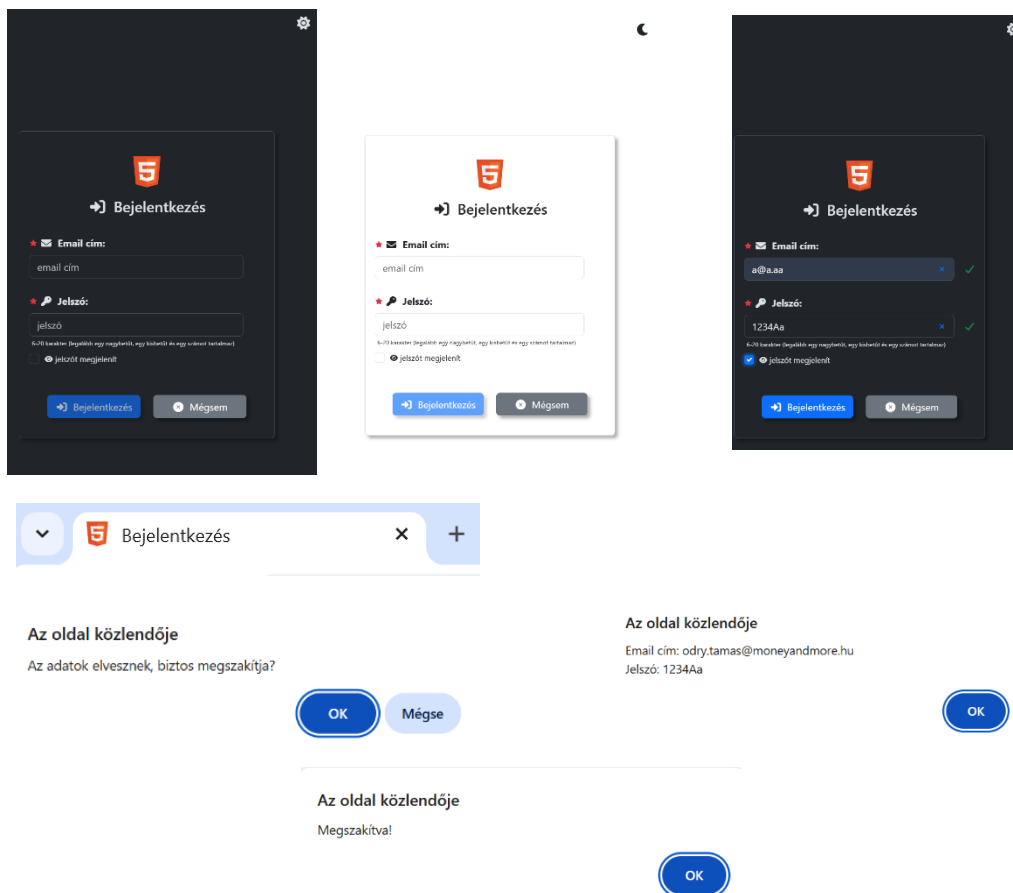 Bejelentkezés
Email cím:
email cím
Jelszó:
jelszó
6-20 karakter (legalább egy nagybetűt, egy kisbetűt és egy számot tartalmaz)
jelszót megjelenít
Bejelentkezés
Mégsem
Bejelentkezés
Email cím:
email cím
Jelszó:
jelszó
6-20 karakter (legalább egy nagybetűt, egy kisbetűt és egy számot tartalmaz)
jelszót megjelenít
Bejelentkezés
Mégsem
Bejelentkezés
Email cím:
a@a.aa
Jelszó:
1234Aa
6-20 karakter (legalább egy nagybetűt, egy kisbetűt és egy számot tartalmaz)
jelszót megjelenít
Bejelentkezés
Mégsem
Bejelentkezés
Az oldal közlendője
Az adatok elvesznek, biztos megszakítja?
OK
Mégse
Az oldal közlendője
Email cím: odry.tamas@moneyandmore.hu
Jelszó: 1234Aa
OK
Az oldal közlendője
Megszakítva!
OK